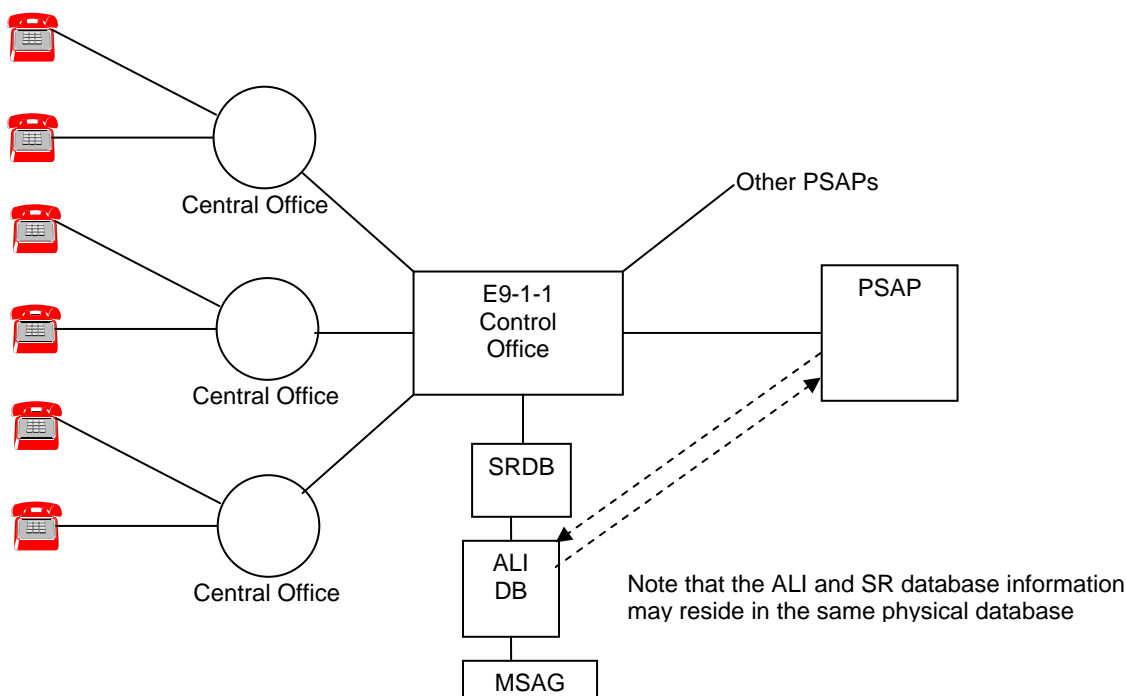 Central Office
Other PSAPs
E9-1-1
Control
Office
PSAP
Central Office
SRDB
ALI
DB
Central Office
Note that the ALI and SR database information
may reside in the same physical database
MSAG